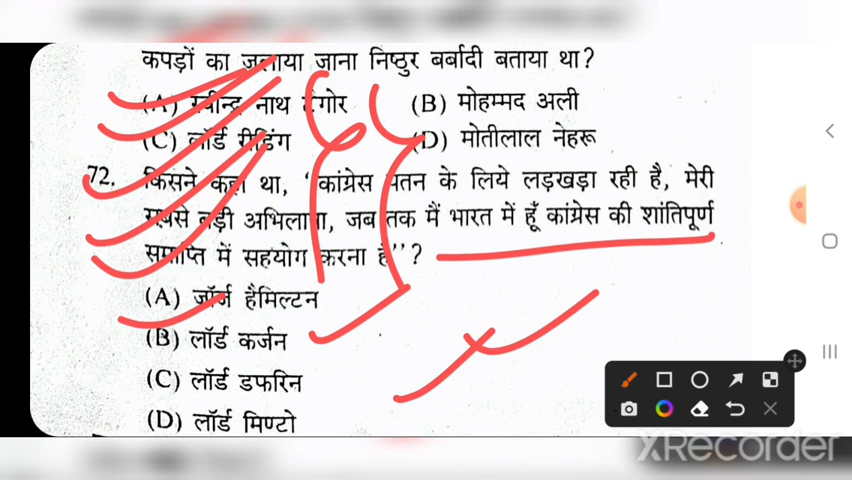 कपड़ों का जलाया जाना निष्ठुर बर्बादी बताया था?
(A) रवीन्द्र नाथ टैगोर (B) मोहम्मद अली
(C) लॉर्ड रीडिंग (D) मोतीलाल नेहरू
72. किसने कहा था, ''कांग्रेस पतन के लिये लड़खड़ा रही है, मेरी
सबसे बड़ी अभिलाषा, जब तक मैं भारत में हूँ कांग्रेस की शांतिपूर्ण
समाप्ति में सहयोग करना है''?
(A) जॉर्ज हैमिल्टन
(B) लॉर्ड कर्जन
(C) लॉर्ड डफरिन
(D) लॉर्ड मिण्टो
XRecorder